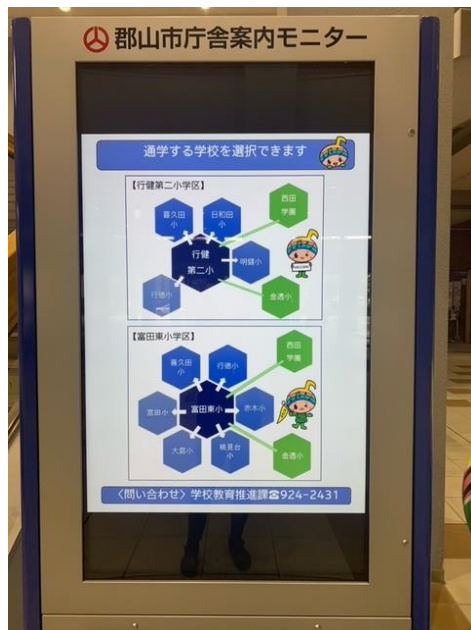 郡山市庁舎案内モニター
通学する学校を選択できます
【行健第二小学区】
西田
学園
喜久田
小
日和田
小
行健
第二小
明健小
行徳小
金透小
【富田東小学区】
西田
学園
喜久田
小
行徳小
富田小
富田東小
赤木小
大島小
桃見台
小
金透小
〈問い合わせ〉学校教育推進課☎924-2431